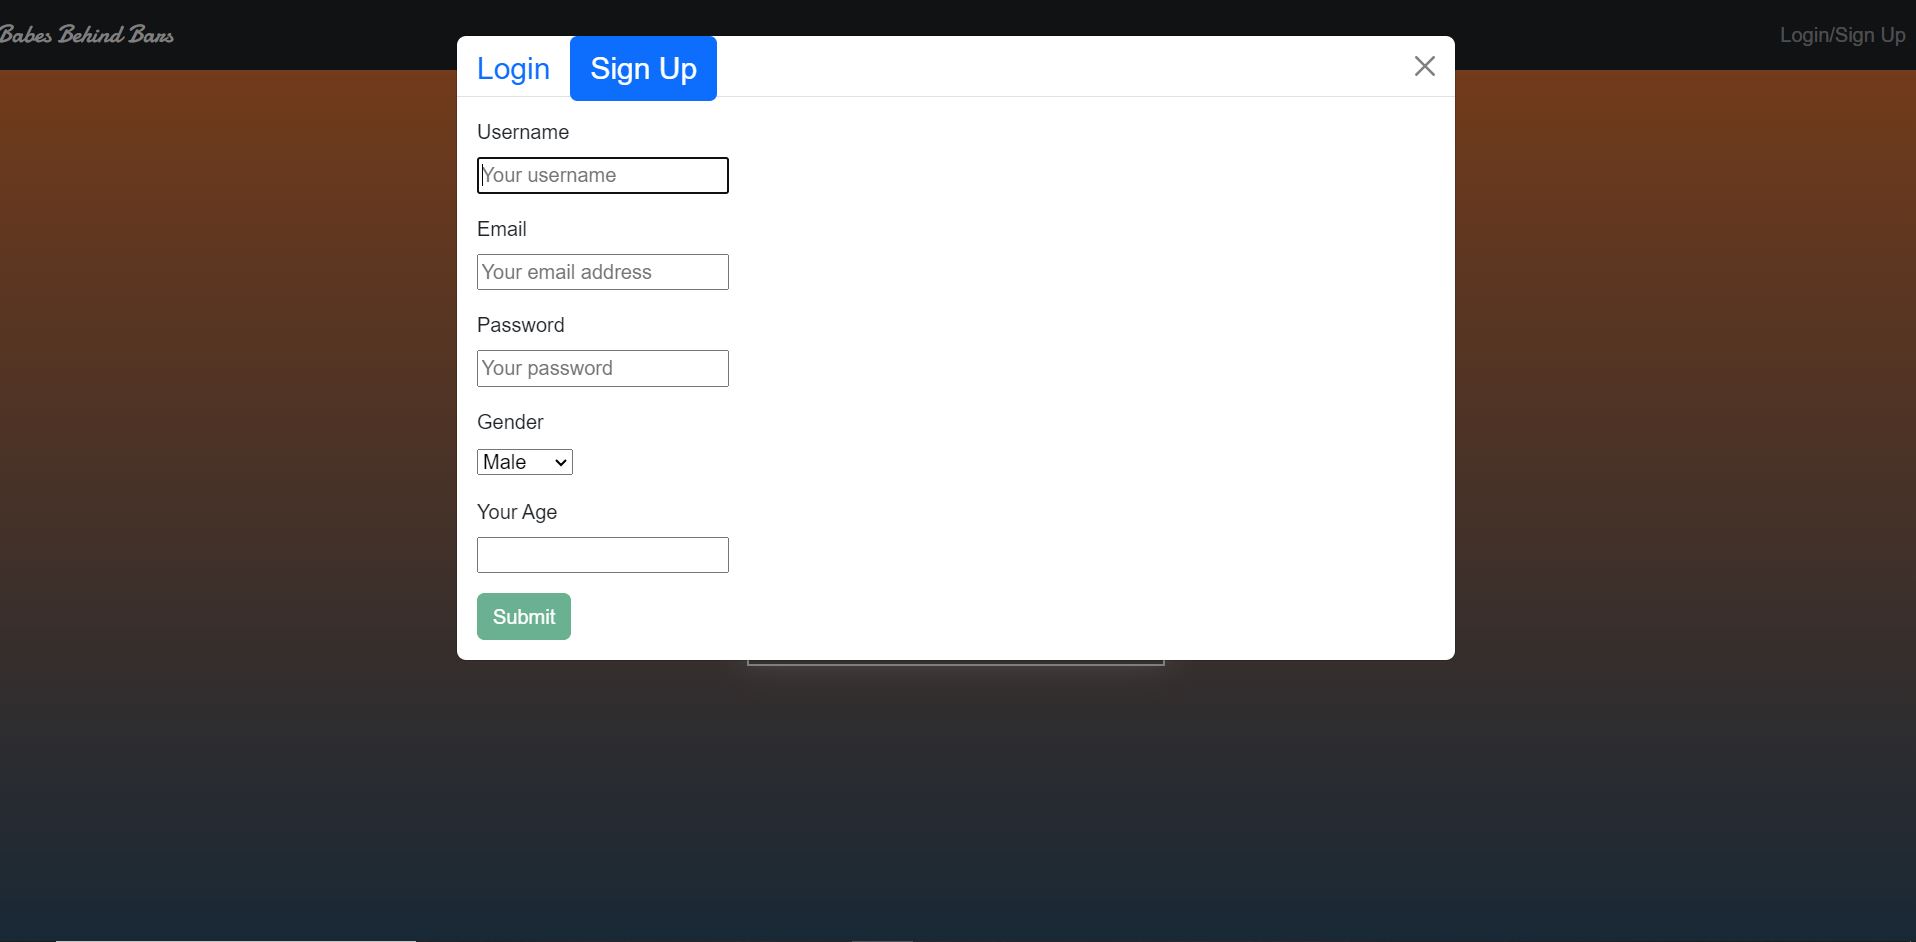 Babes Behind Bars
Login/Sign Up
Login
Sign Up
Username
Your username
Email
Your email address
Password
Your password
Gender
Male
Your Age
Submit